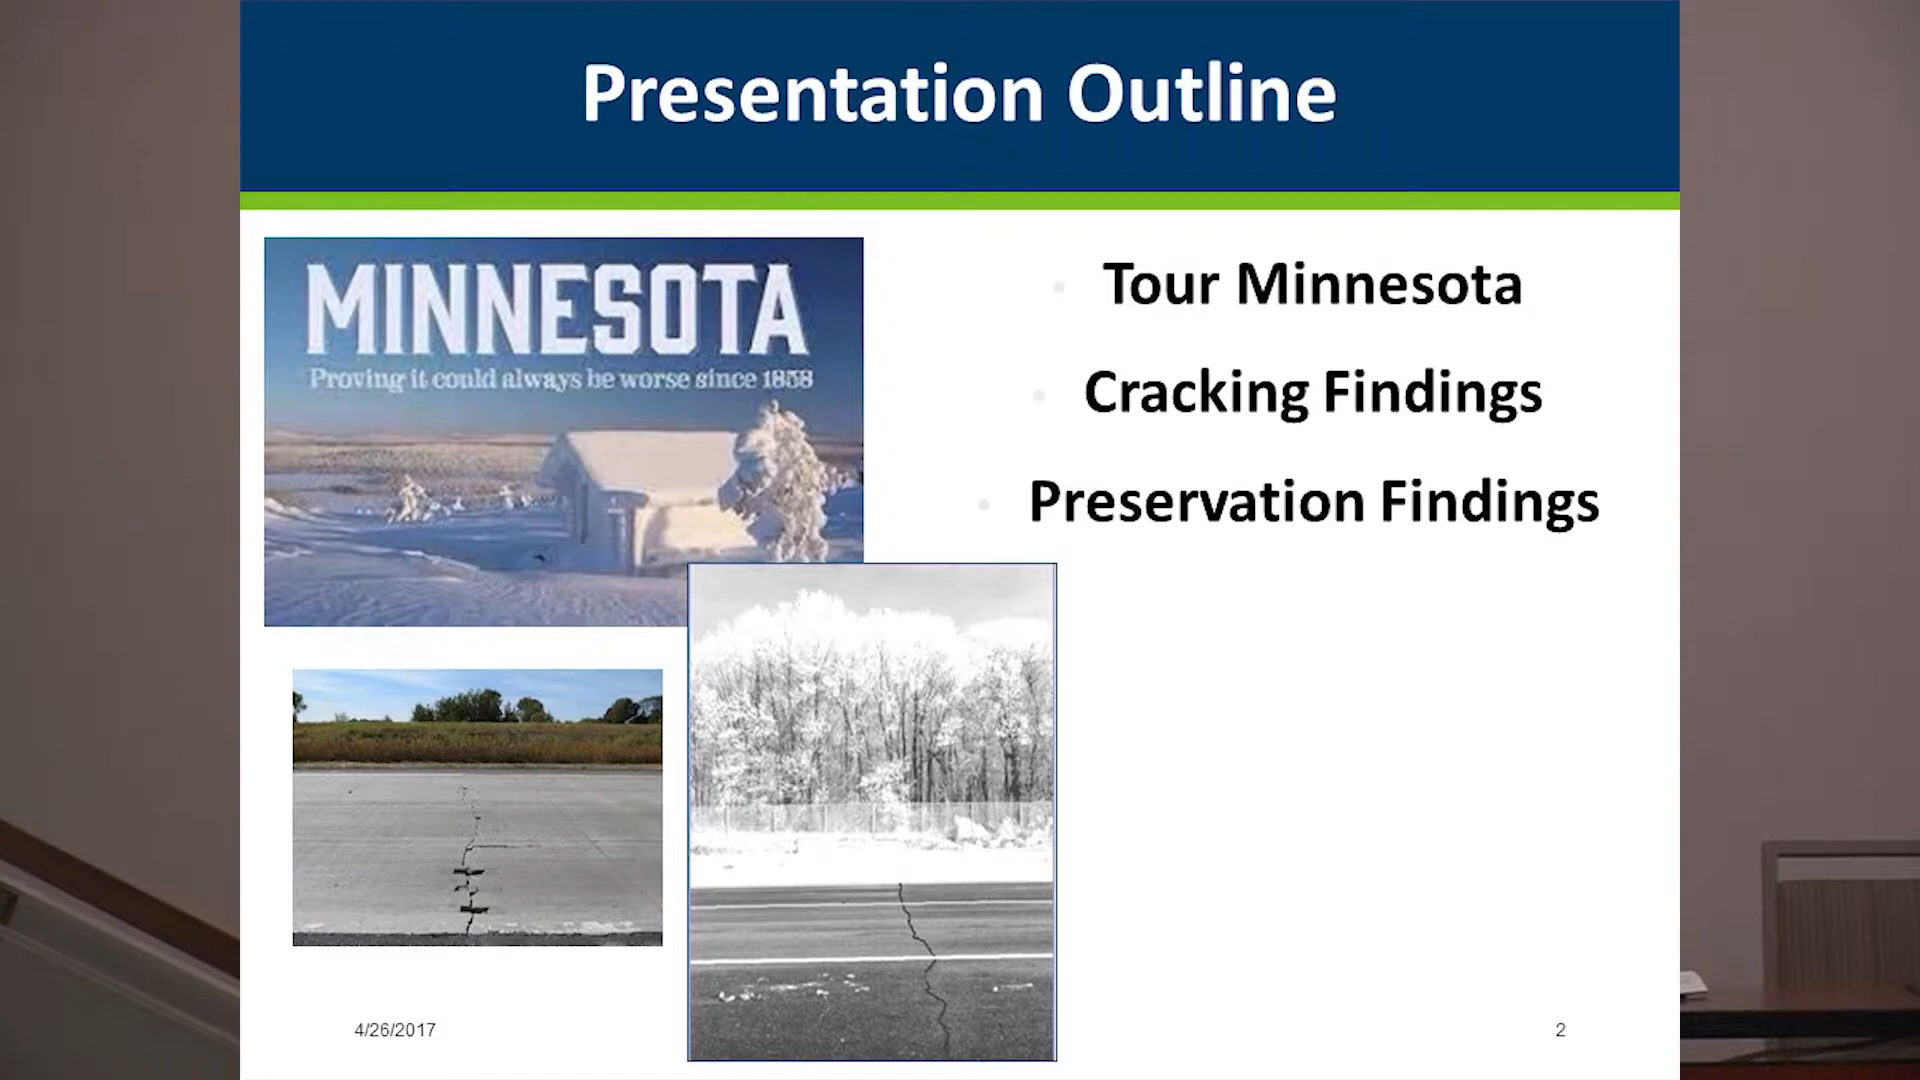 Presentation Outline
MINNESOTA
Proving it could always be worse since 1858
Tour Minnesota
Cracking Findings
Preservation Findings
4/26/2017
2